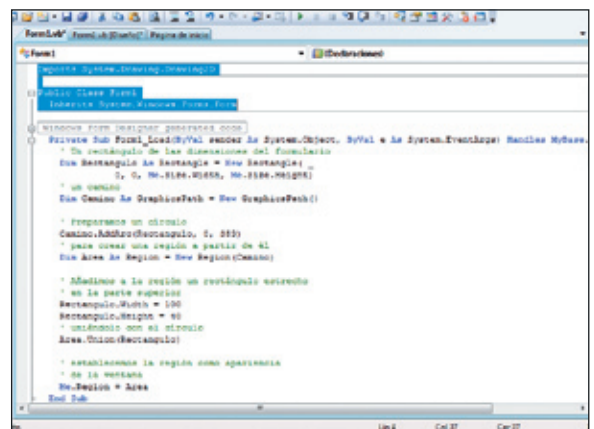 Form1.vb* Form1.vb [Diseño]* Página de inicio
Form1 (Declaraciones)
Imports System.Drawing.Drawing2D
Public Class Form1
Inherits System.Windows.Forms.Form
Windows Form Designer generated code
Private Sub Form1_Load(ByVal sender As System.Object, ByVal e As System.EventArgs) Handles MyBase.
' Un rectángulo de las dimensiones del formulario
Dim Rectangulo As Rectangle = New Rectangle( _
0, 0, Me.Size.Width, Me.Size.Height)
' un camino
Dim Camino As GraphicsPath = New GraphicsPath()
' Preparamos un círculo
Camino.AddArc(Rectangulo, 0, 360)
' para crear una región a partir de él
Dim Area As Region = New Region(Camino)
' Añadimos a la región un rectángulo estrecho
' en la parte superior
Rectangulo.Width = 100
Rectangulo.Height = 40
' uniéndolo con el círculo
Area.Union(Rectangulo)
' establecemos la región como apariencia
' de la ventana
Me.Region = Area
End Sub
Lín 4 Col 37 Car 37